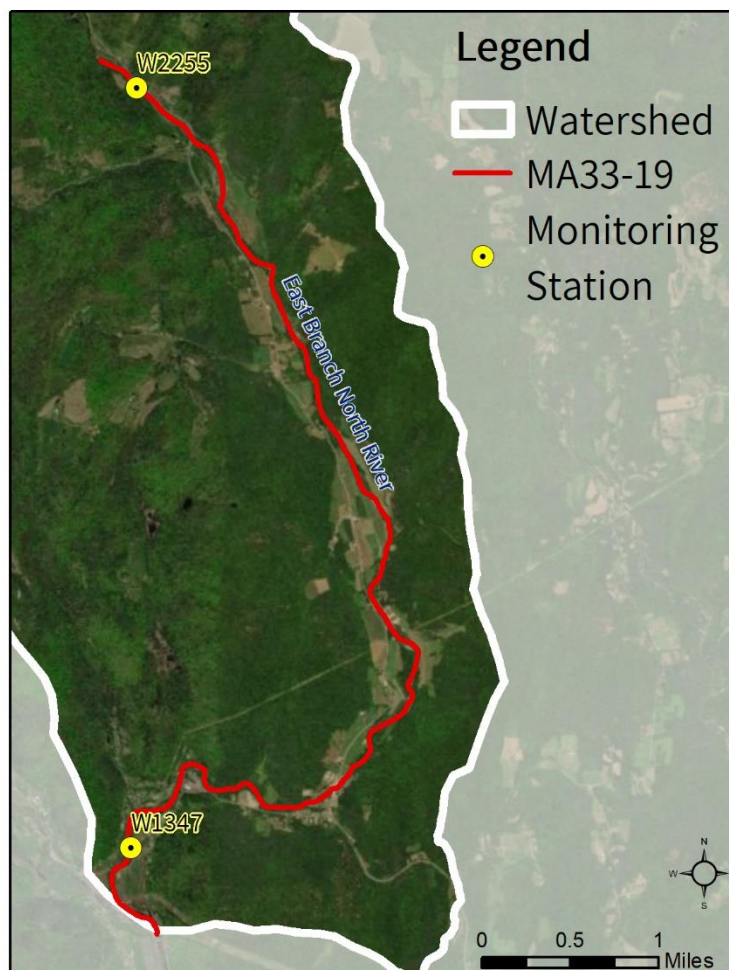 W2255
Legend
Watershed
MA33-19
Monitoring
Station
East Branch North River
W1347
N
W
E
S
0 0.5 1
Miles